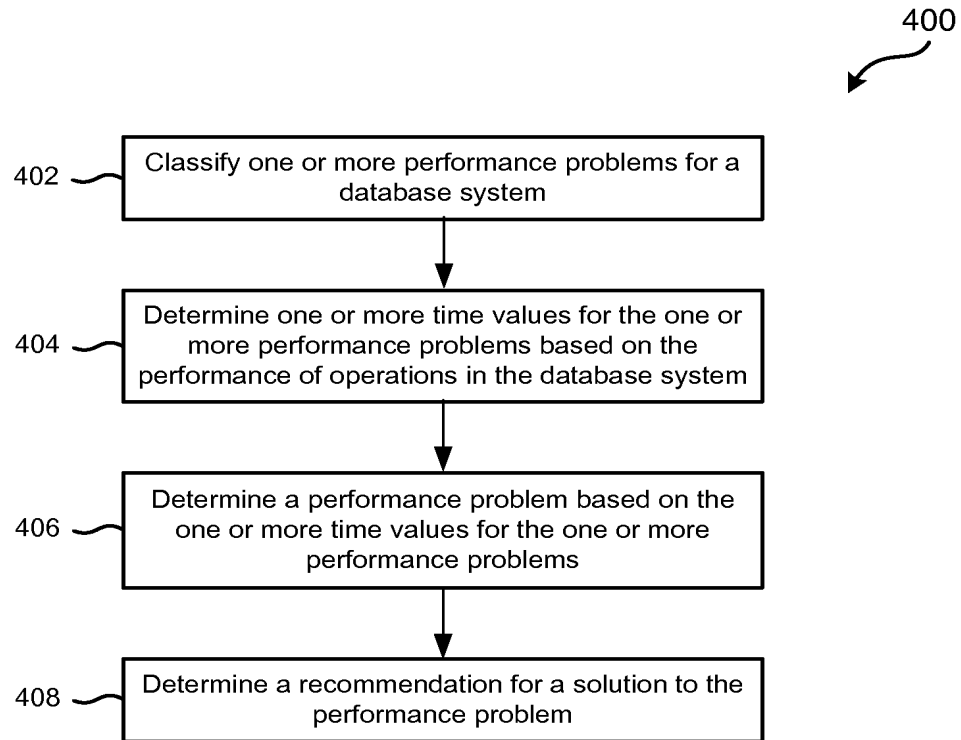 400
402
Classify one or more performance problems for a
database system
404
Determine one or more time values for the one or
more performance problems based on the
performance of operations in the database system
406
Determine a performance problem based on the
one or more time values for the one or more
performance problems
408
Determine a recommendation for a solution to the
performance problem